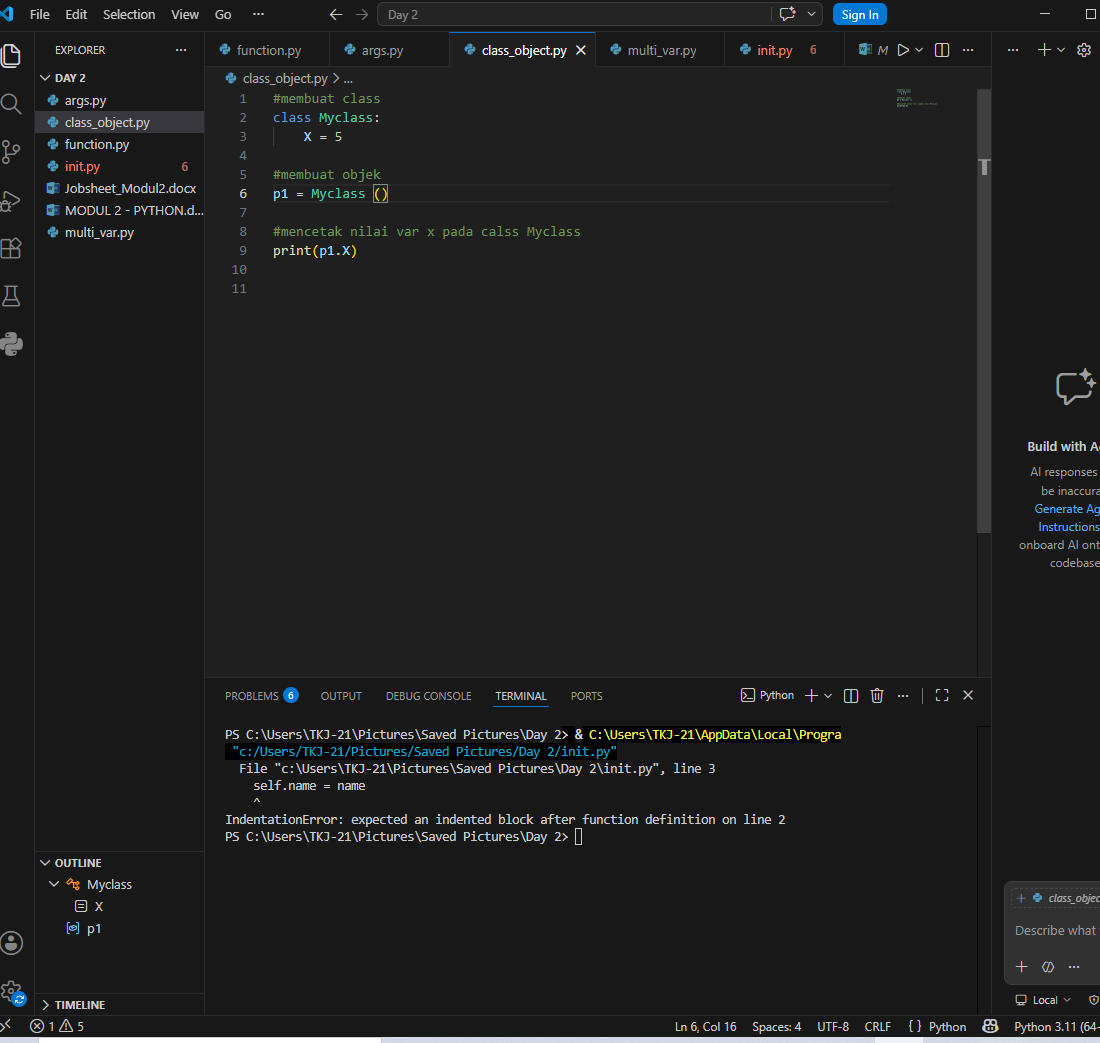 File Edit Selection View Go ··· Day 2 Sign In
EXPLORER ···
DAY 2
args.py
class_object.py
function.py
init.py 6
Jobsheet_Modul2.docx
MODUL 2 - PYTHON.d...
multi_var.py
function.py args.py class_object.py multi_var.py init.py 6 M
class_object.py > ...
1 #membuat class
2 class Myclass:
3 X = 5
4
5 #membuat objek
6 p1 = Myclass ()
7
8 #mencetak nilai var x pada calss Myclass
9 print(p1.X)
10
11
Build with A
AI responses
be inaccura
Generate Ag
Instructions
onboard AI ont
codebase
PROBLEMS 6 OUTPUT DEBUG CONSOLE TERMINAL PORTS Python
PS C:\Users\TKJ-21\Pictures\Saved Pictures\Day 2> & C:\Users\TKJ-21\AppData\Local\Progra
"c:/Users/TKJ-21/Pictures/Saved Pictures/Day 2/init.py"
File "c:\Users\TKJ-21\Pictures\Saved Pictures\Day 2\init.py", line 3
self.name = name
^
IndentationError: expected an indented block after function definition on line 2
PS C:\Users\TKJ-21\Pictures\Saved Pictures\Day 2>
OUTLINE
Myclass
X
p1
TIMELINE
class_objec
Describe what
Local
1 5 Ln 6, Col 16 Spaces: 4 UTF-8 CRLF { } Python Python 3.11 (64-